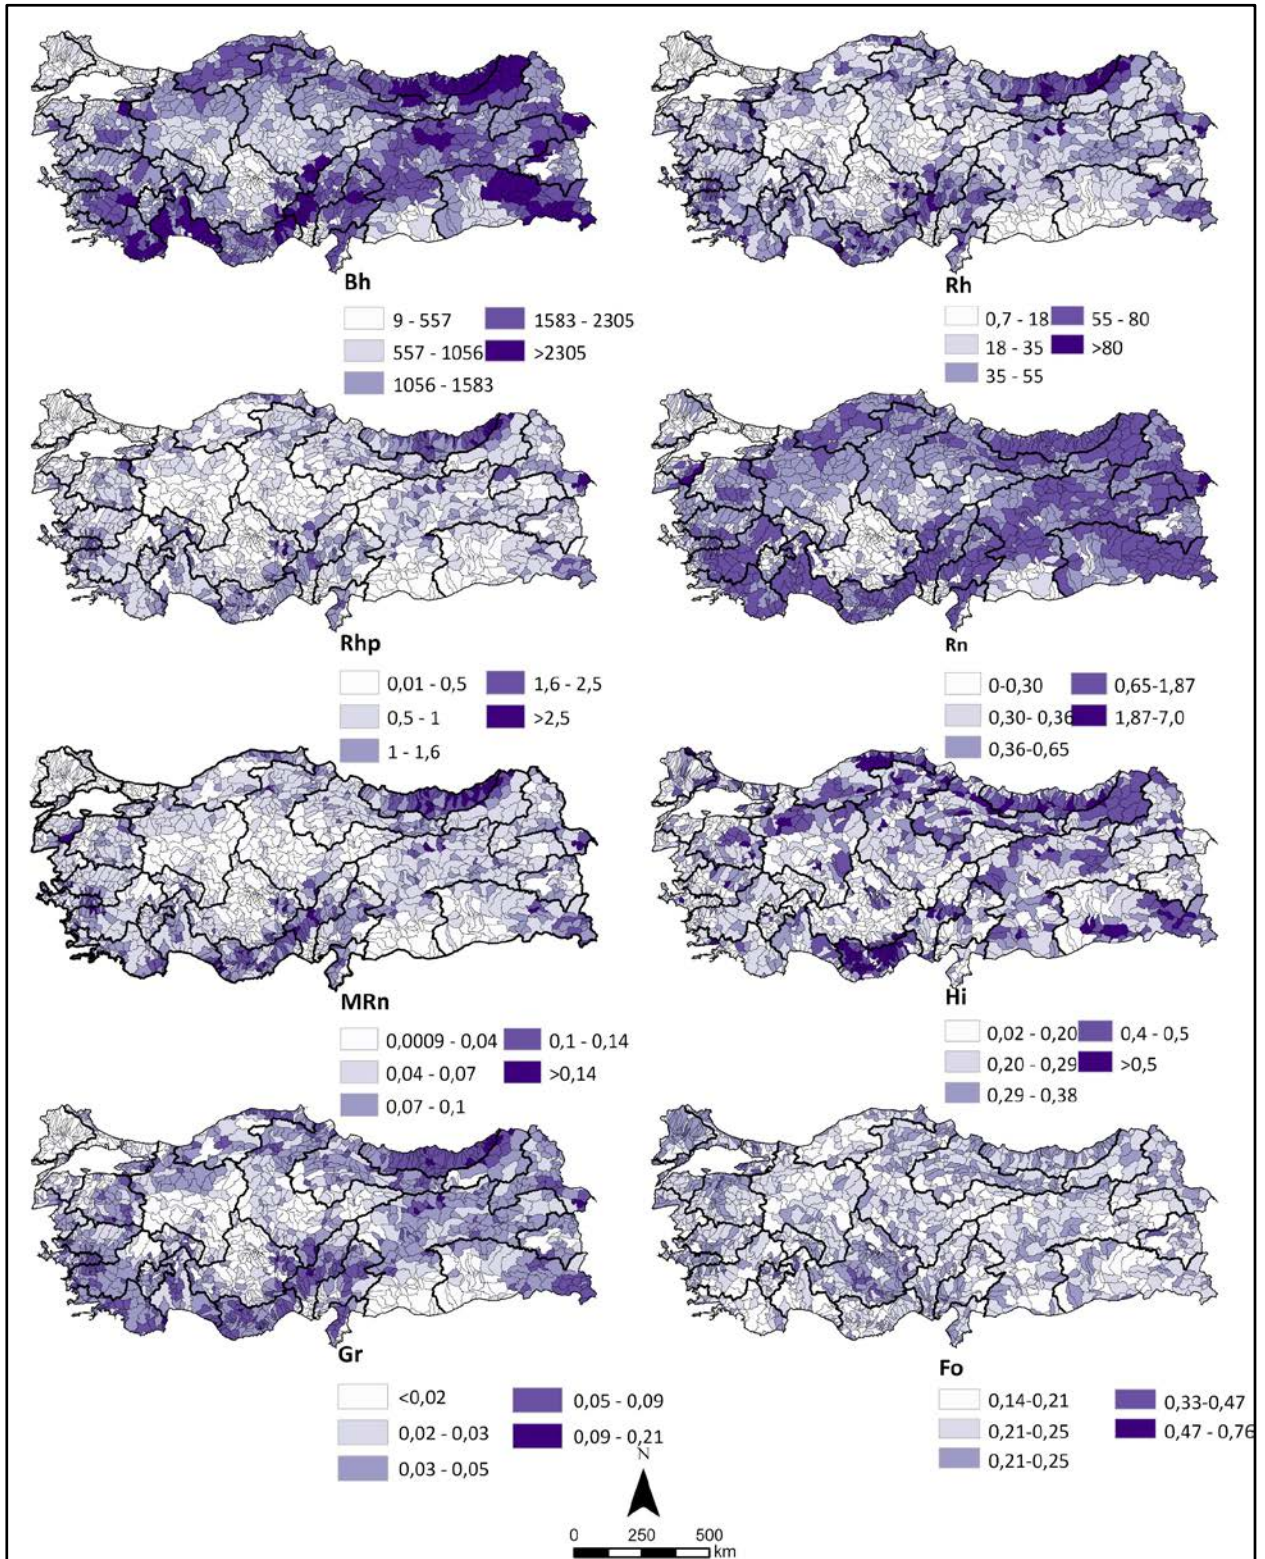 Bh
9 - 557
1583 - 2305
557 - 1056
>2305
1056 - 1583
Rh
0,7 - 18
55 - 80
18 - 35
>80
35 - 55
Rhp
0,01 - 0,5
1,6 - 2,5
0,5 - 1
>2,5
1 - 1,6
Rn
0-0,30
0,65-1,87
0,30- 0,36
1,87-7,0
0,36-0,65
MRn
0,0009 - 0,04
0,1 - 0,14
0,04 - 0,07
>0,14
0,07 - 0,1
Hi
0,02 - 0,20
0,4 - 0,5
0,20 - 0,29
>0,5
0,29 - 0,38
Gr
<0,02
0,05 - 0,09
0,02 - 0,03
0,09 - 0,21
0,03 - 0,05
Fo
0,14-0,21
0,33-0,47
0,21-0,25
0,47 - 0,76
0,21-0,25
N
0 250 500
km